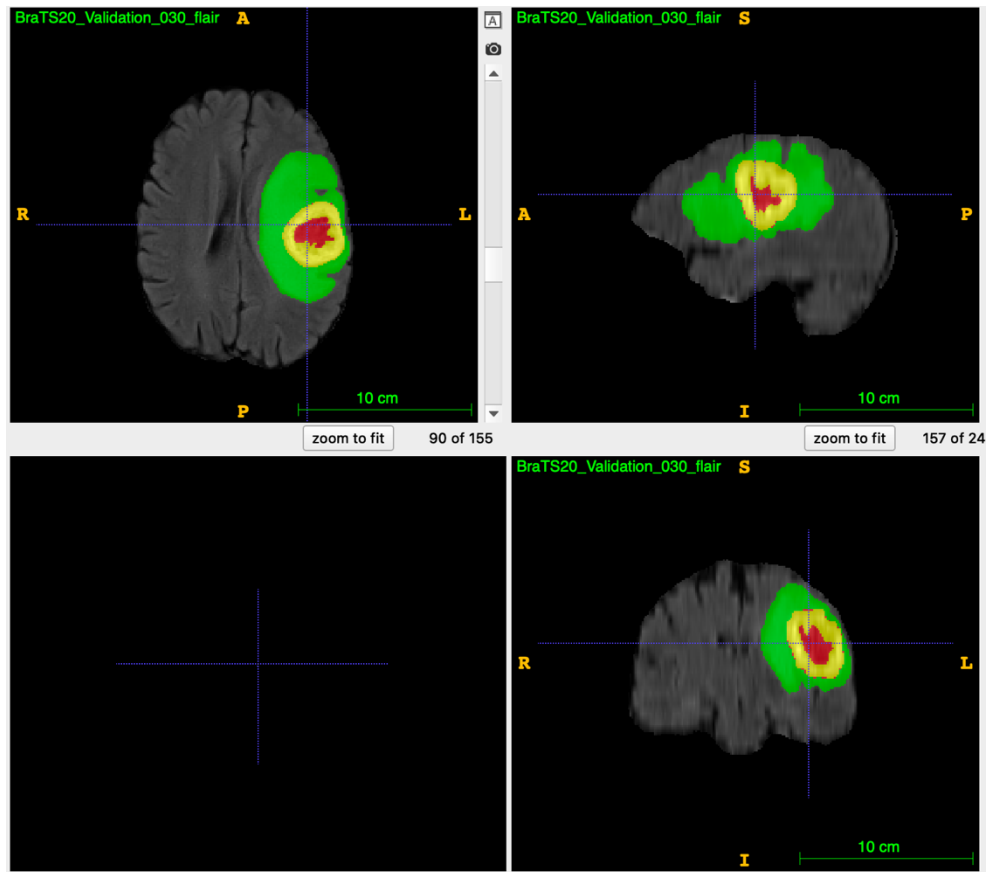 BraTS20_Validation_030_flair A
A
R L
10 cm
P
zoom to fit 90 of 155
BraTS20_Validation_030_flair S
A P
10 cm
I
zoom to fit 157 of 24
BraTS20_Validation_030_flair S
R L
10 cm
I